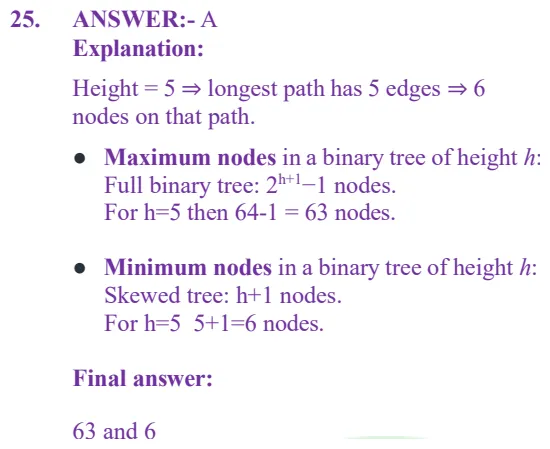 25. ANSWER:- A
Explanation:
Height = 5 ⇒ longest path has 5 edges ⇒ 6
nodes on that path.
● Maximum nodes in a binary tree of height h:
Full binary tree: 2^{h+1}−1 nodes.
For h=5 then 64-1 = 63 nodes.
● Minimum nodes in a binary tree of height h:
Skewed tree: h+1 nodes.
For h=5 5+1=6 nodes.
Final answer:
63 and 6